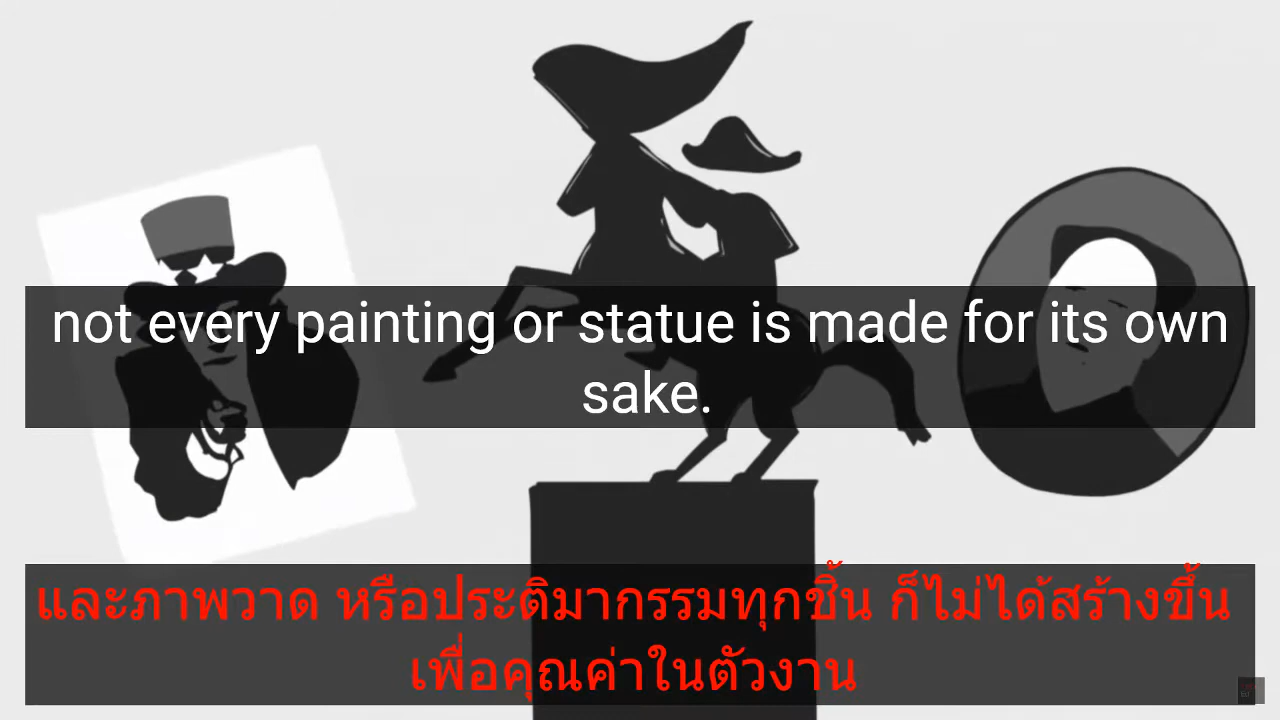 not every painting or statue is made for its own
sake.
และภาพวาด หรือประติมากรรมทุกชิ้น ก็ไม่ได้สร้างขึ้น
เพื่อคุณค่าในตัวงาน